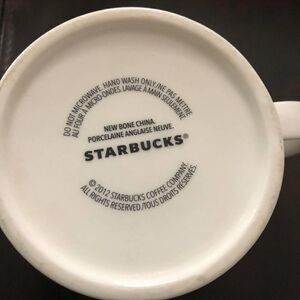 DO NOT MICROWAVE. HAND WASH ONLY/NE PAS METTRE
AU FOUR À MICRO-ONDES. LAVAGE À MAIN SEULEMENT
NEW BONE CHINA.
PORCELAINE ANGLAISE NEUVE.
STARBUCKS®
© 2012 STARBUCKS COFFEE COMPANY.
ALL RIGHTS RESERVED./TOUS DROITS RÉSERVÉS.